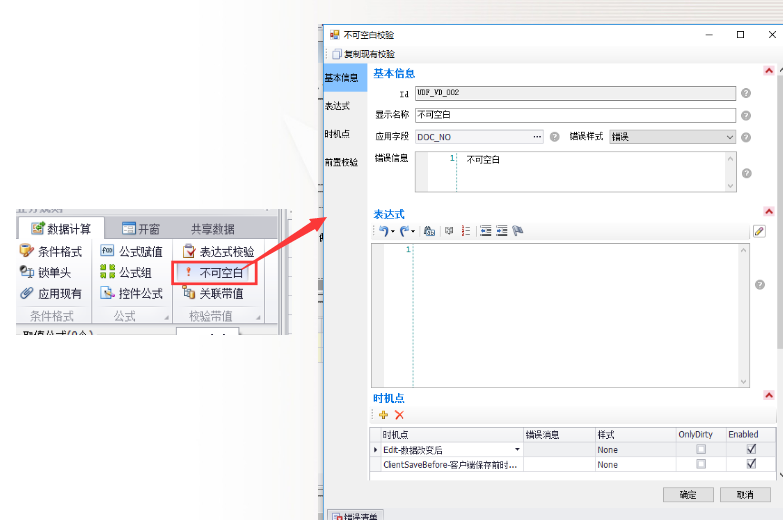 数据计算 开窗 共享数据
条件格式 公式赋值 表达式校验
锁单头 公式组 不可空白
应用现有 控件公式 关联带值
条件格式 公式 校验带值
不可空白校验
复制现有校验
基本信息
表达式
时机点
前置校验
基本信息
Id UDF_VD_002
显示名称 不可空白
应用字段 DOC_NO ... 错误样式 错误
错误信息 1 不可空白
表达式
1
时机点
时机点 错误消息 样式 OnlyDirty Enabled
Edit-数据改变后 None
ClientSaveBefore-客户端保存前时... None
确定 取消
错误清单